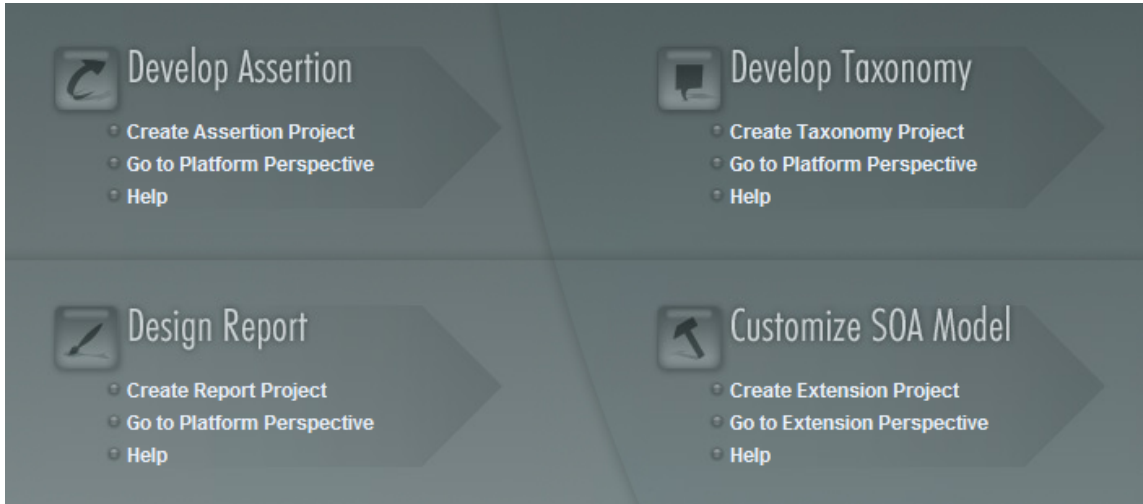 Develop Assertion
Create Assertion Project
Go to Platform Perspective
Help
Develop Taxonomy
Create Taxonomy Project
Go to Platform Perspective
Help
Design Report
Create Report Project
Go to Platform Perspective
Help
Customize SOA Model
Create Extension Project
Go to Extension Perspective
Help